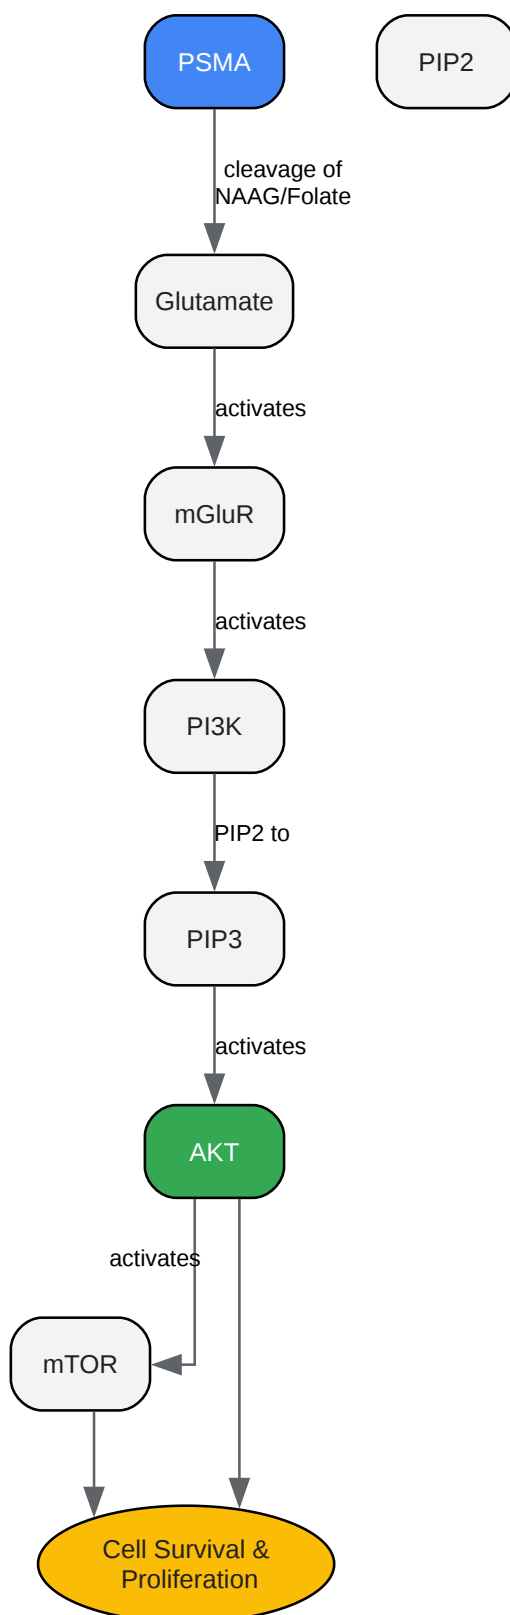 PSMA
PIP2
cleavage of
NAAG/Folate
Glutamate
activates
mGluR
activates
PI3K
PIP2 to
PIP3
activates
AKT
activates
mTOR
Cell Survival &
Proliferation